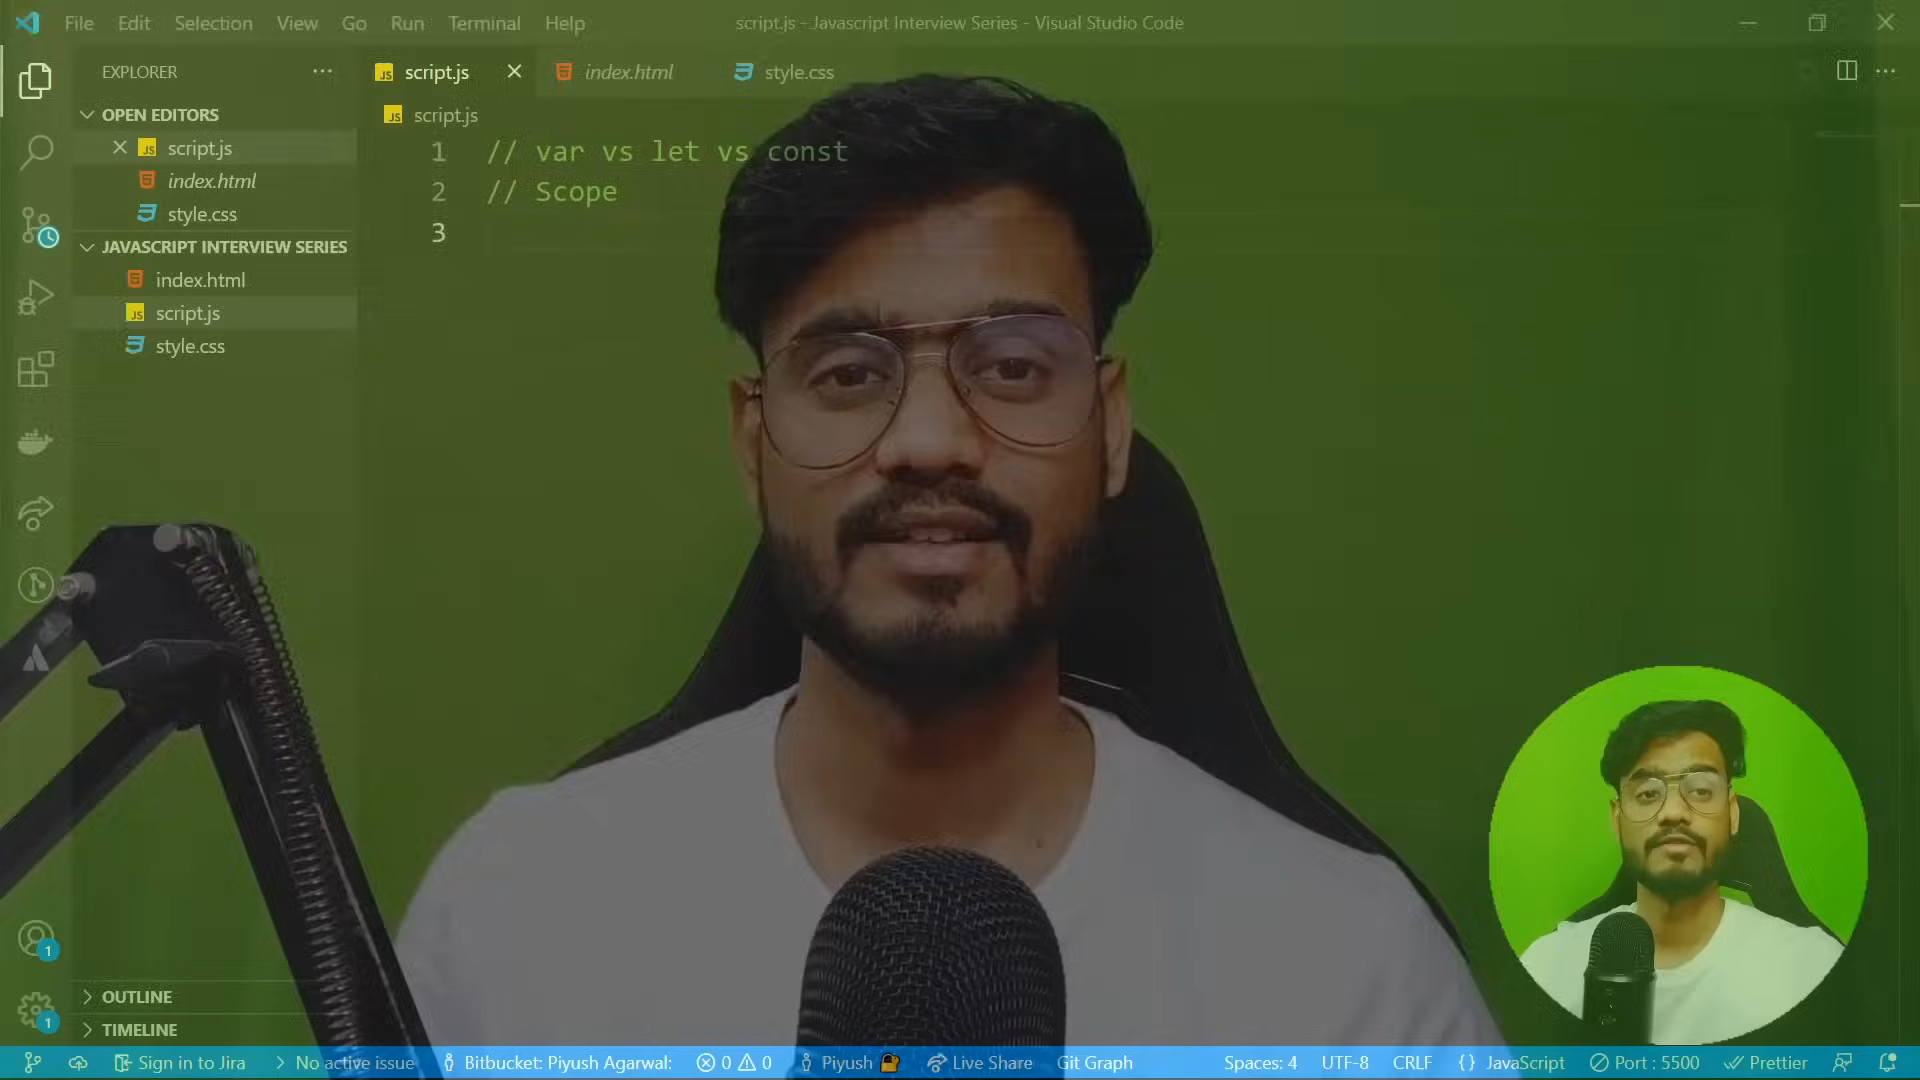 File Edit Selection View Go Run Terminal Help
script.js - Javascript Interview Series - Visual Studio Code
EXPLORER
OPEN EDITORS
script.js
index.html
style.css
JAVASCRIPT INTERVIEW SERIES
index.html
script.js
style.css
OUTLINE
TIMELINE
script.js index.html style.css
script.js
1 // var vs let vs const
2 // Scope
3
1
1
Sign in to Jira No active issue Bitbucket: Piyush Agarwal: 0 0 Piyush Live Share Git Graph Spaces: 4 UTF-8 CRLF {} JavaScript Port : 5500 Prettier